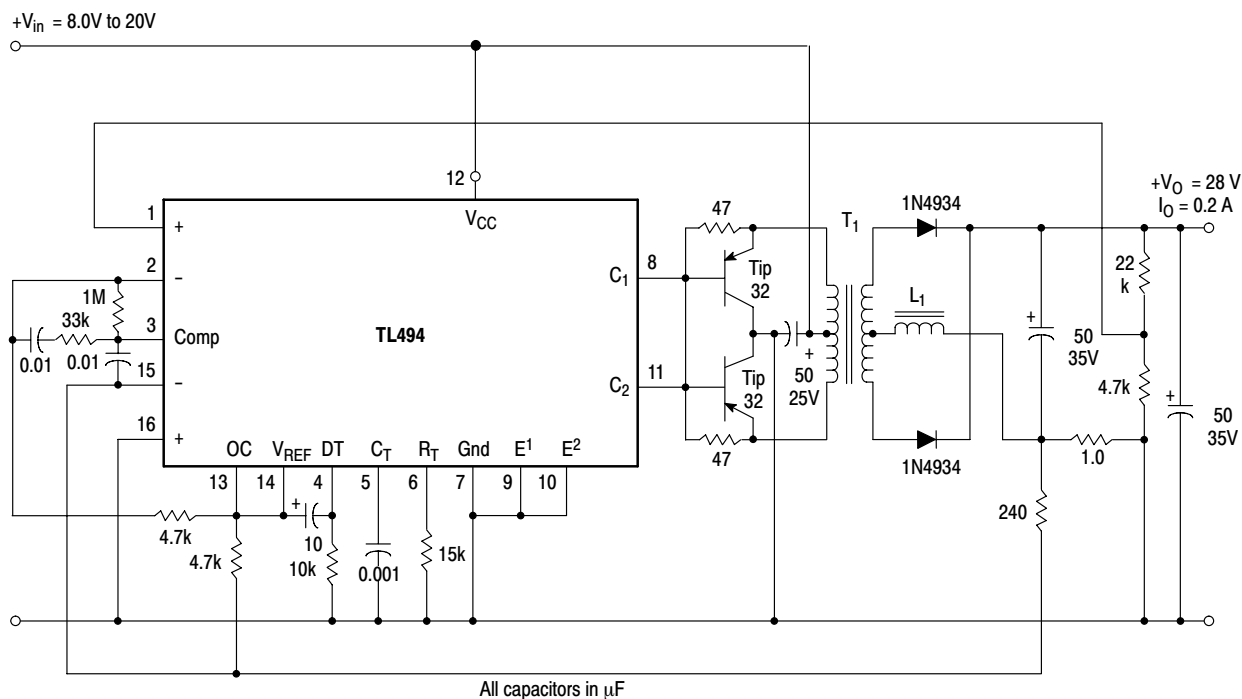 +Vin = 8.0V to 20V
12
VCC
+VO = 28 V
IO = 0.2 A
1N4934
47
T1
1
+
2
−
1M
33k
3
Comp
0.01
0.01
15
−
16
+
TL494
C1
8
Tip
32
C2
11
Tip
32
47
+
50
25V
L1
1N4934
22
k
+
50
35V
4.7k
+
50
35V
1.0
240
OC
VREF
DT
CT
RT
Gnd
E1
E2
13
14
4
5
6
7
9
10
+
4.7k
4.7k
10
10k
0.001
15k
All capacitors in µF